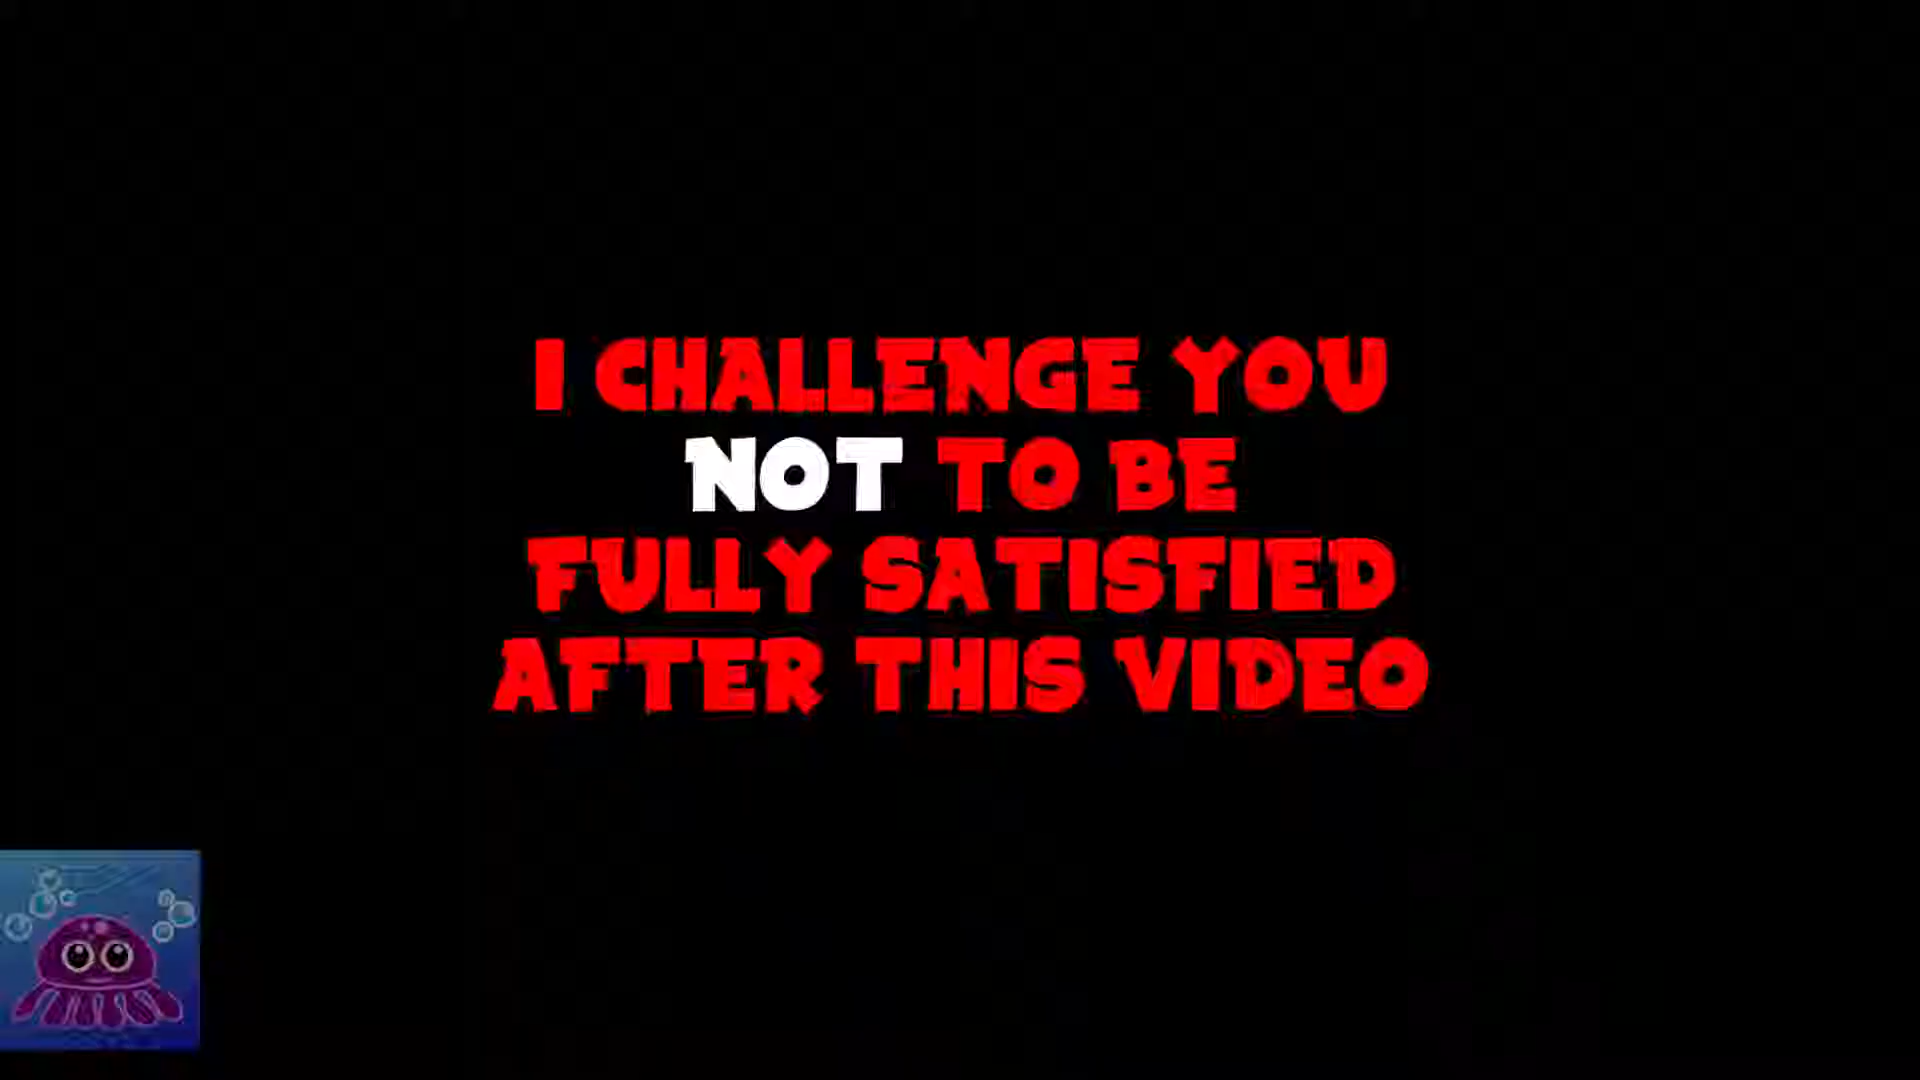 I CHALLENGE YOU
NOT TO BE
FULLY SATISFIED
AFTER THIS VIDEO